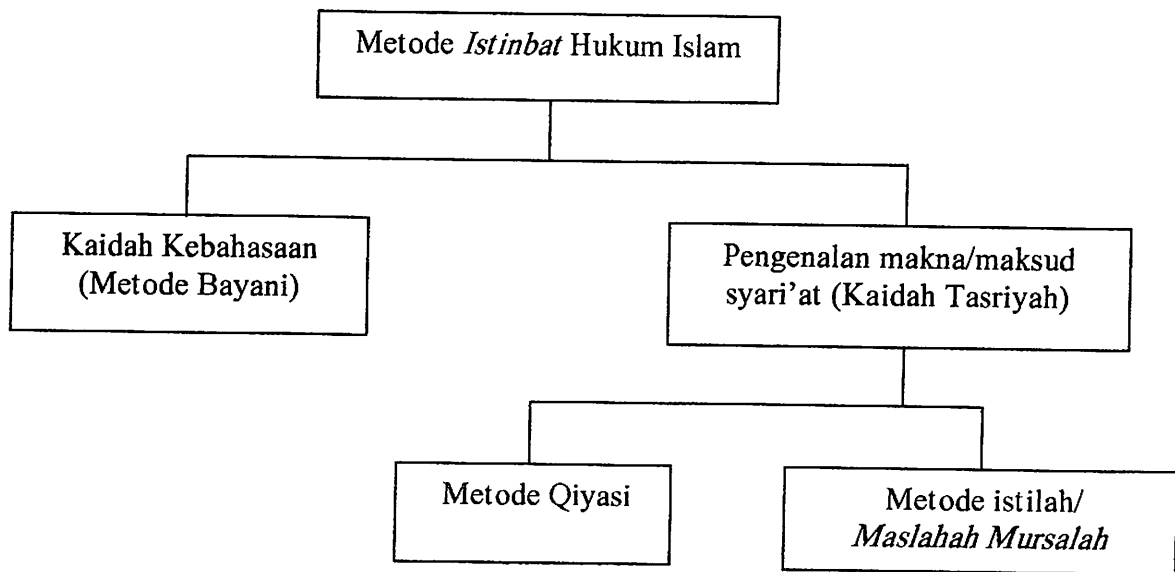 Metode Istinbat Hukum Islam
Kaidah Kebahasaan
(Metode Bayani)
Pengenalan makna/maksud
syari'at (Kaidah Tasriyah)
Metode Qiyasi
Metode istilah/
Maslahah Mursalah